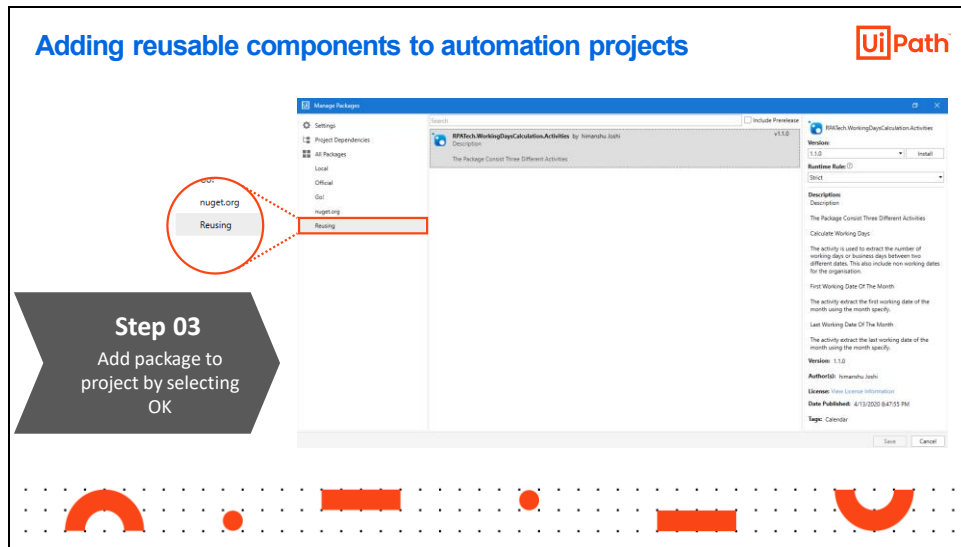 Adding reusable components to automation projects
UiPath
Manage Packages
Settings
Project Dependencies
All Packages
Local
Official
Go!
nuget.org
Reusing
Search
Include Prerelease
RPATech.WorkingDaysCalculation.Activities by himanshu Joshi
v1.1.0
Description
The Package Consist Three Different Activities
RPATech.WorkingDaysCalculation.Activities
Version:
1.1.0
Install
Runtime Rule:
Strict
Description:
Description
The Package Consist Three Different Activities
Calculate Working Days
The activity is used to extract the number of
working days or business days between two
different dates. This also include non working dates
for the organisation.
First Working Date Of The Month
The activity extract the first working date of the
month using the month specify.
Last Working Date Of The Month
The activity extract the last working date of the
month using the month specify.
Version: 1.1.0
Author(s): himanshu Joshi
License: View License Information
Date Published: 4/13/2020 8:47:55 PM
Tags: Calendar
Save
Cancel
Go!
nuget.org
Reusing
Step 03
Add package to
project by selecting
OK